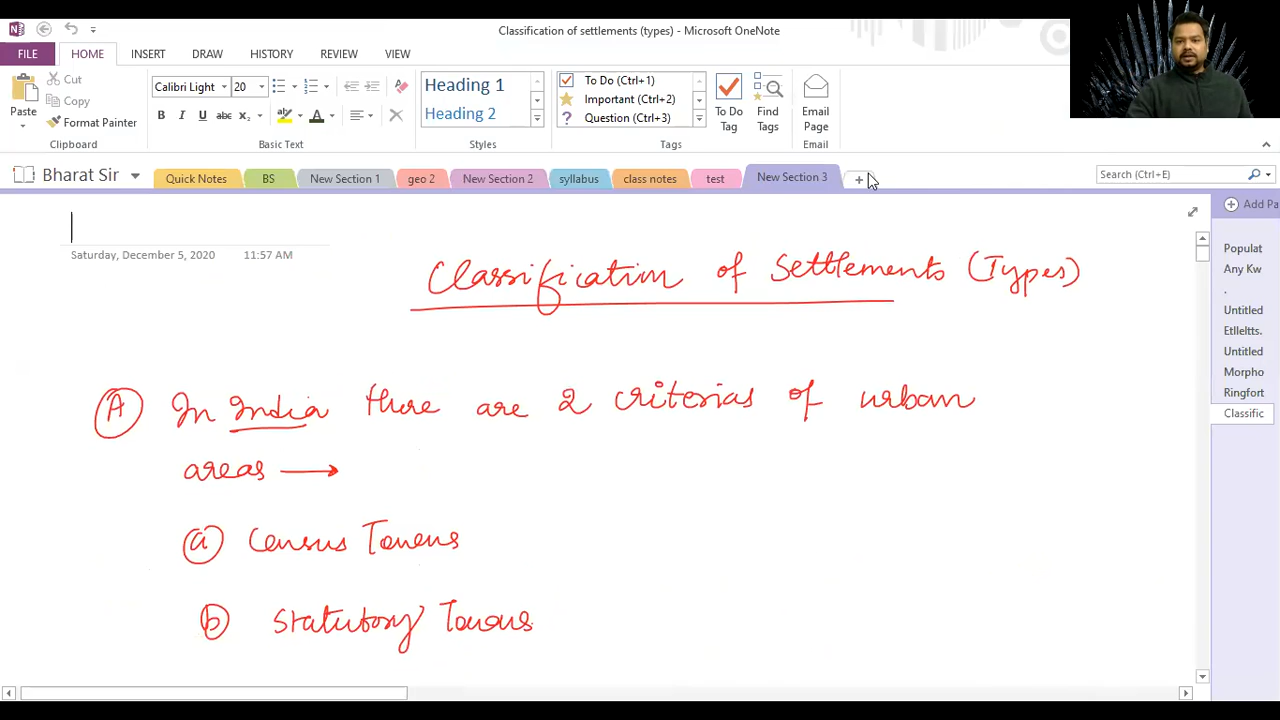 Classification of settlements (types) - Microsoft OneNote
FILE HOME INSERT DRAW HISTORY REVIEW VIEW
Paste
Cut
Copy
Format Painter
Clipboard
Calibri Light 20
B I U abc x₂ A
Basic Text
Heading 1
Heading 2
Styles
To Do (Ctrl+1)
Important (Ctrl+2)
Question (Ctrl+3)
To Do Tag
Find Tags
Tags
Email Page
Email
Bharat Sir
Quick Notes BS New Section 1 geo 2 New Section 2 syllabus class notes test New Section 3
Search (Ctrl+E)
Add Pa
Saturday, December 5, 2020 11:57 AM
Populat
Any Kw
.
Untitled
Etlleltts.
Untitled
Morpho
Ringfort
Classific
Classification of Settlements (Types)
A In India there are 2 criterias of urban
areas →
a Census Towns
b Statutory Towns